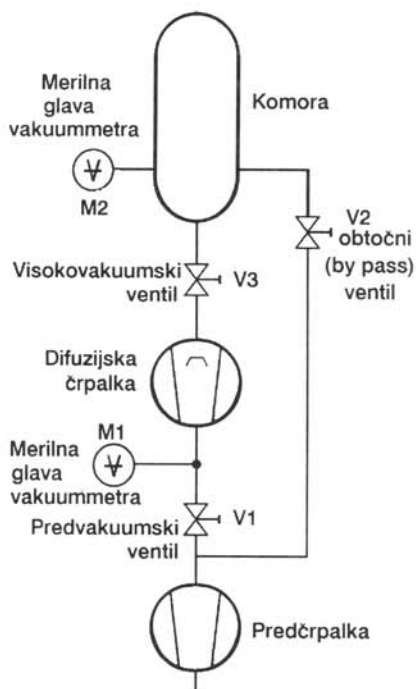 Merilna
glava
vakuummetra
M2
Komora
V2
obtočni
(by pass)
ventil
Visokovakuumski
ventil
V3
Difuzijska
črpalka
M1
Merilna
glava
vakuummetra
V1
Predvakuumski
ventil
Predčrpalka